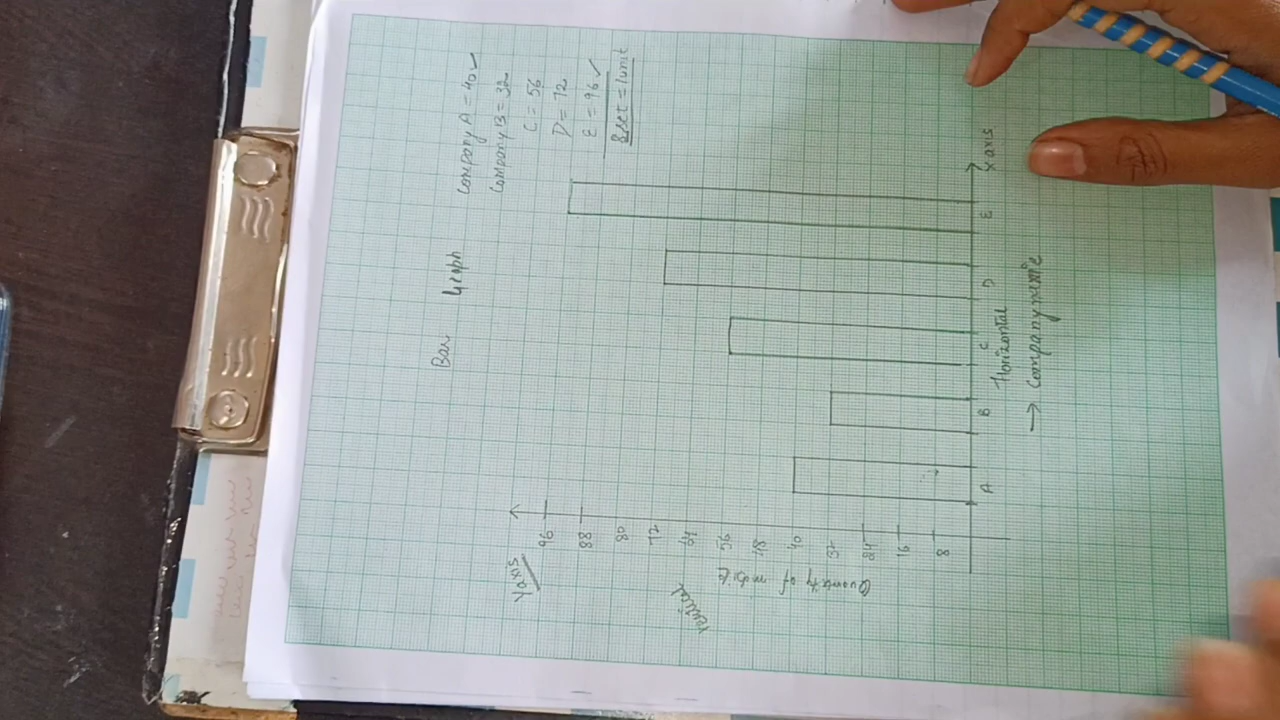 Bar Graph
Company A = 40
Company B = 32
C = 56
D = 72
E = 96
8set = 1unit
Y axis
96
88
80
72
64
56
48
40
32
24
16
8
vertical
Quantity of mobile
A B C D E
X axis
Horizontal
→ Company name